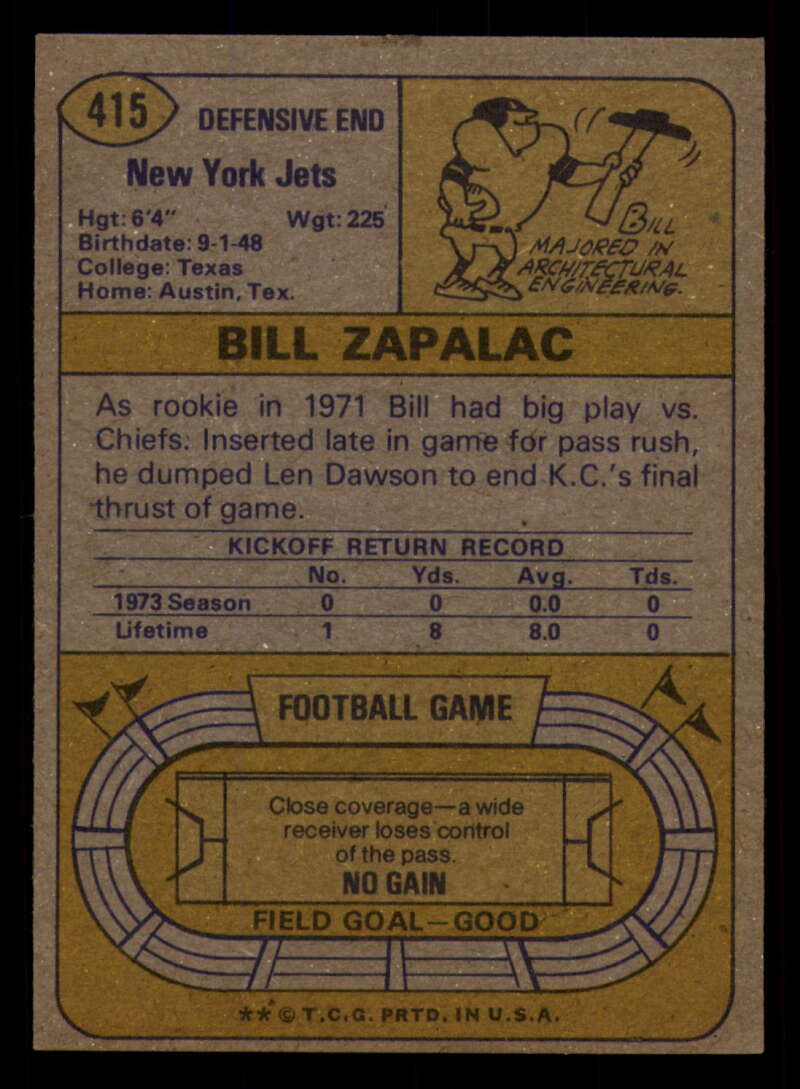 415
DEFENSIVE END
New York Jets
Hgt: 6'4" Wgt: 225
Birthdate: 9-1-48
College: Texas
Home: Austin, Tex.
BILL
MAJORED IN
ARCHITECTURAL
ENGINEERING.
BILL ZAPALAC
As rookie in 1971 Bill had big play vs.
Chiefs. Inserted late in game for pass rush,
he dumped Len Dawson to end K.C.'s final
thrust of game.
KICKOFF RETURN RECORD
No. Yds. Avg. Tds.
1973 Season 0 0 0.0 0
Lifetime 1 8 8.0 0
FOOTBALL GAME
Close coverage—a wide
receiver loses control
of the pass.
NO GAIN
FIELD GOAL—GOOD
** © T.C.G. PRTD. IN U.S.A.